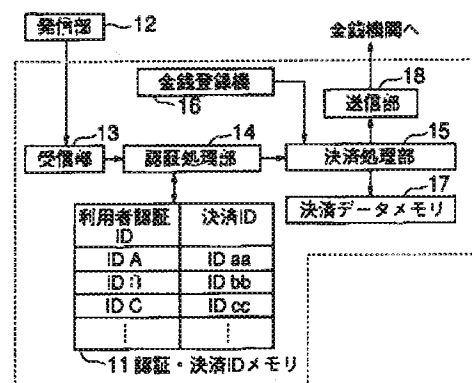 発信部 12
金銭機関へ
金銭登録機
16
18
送信部
13
受信部
14
認証処理部
15
決済処理部
17
決済データメモリ
利用者認証ID 決済ID
ID A ID aa
ID B ID bb
ID C ID cc
11 認証・決済IDメモリ